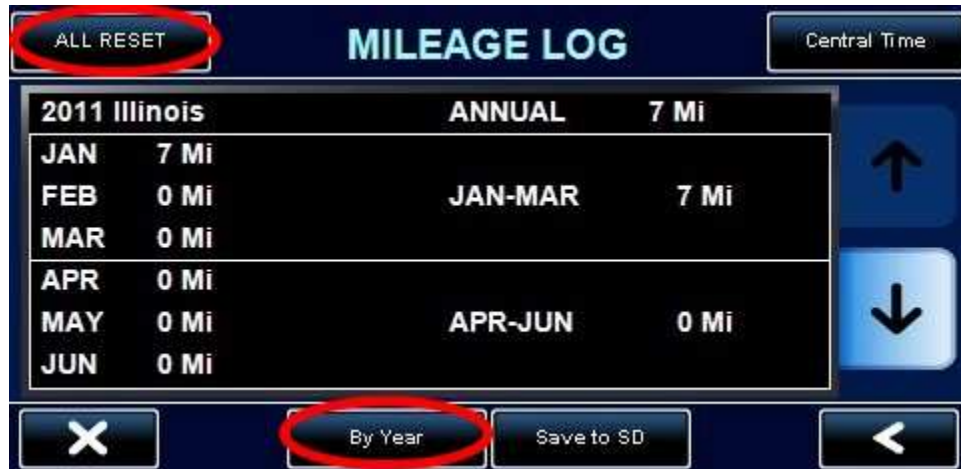 ALL RESET MILEAGE LOG Central Time
2011 Illinois ANNUAL 7 Mi
JAN 7 Mi
FEB 0 Mi JAN-MAR 7 Mi
MAR 0 Mi
APR 0 Mi
MAY 0 Mi APR-JUN 0 Mi
JUN 0 Mi
By Year Save to SD